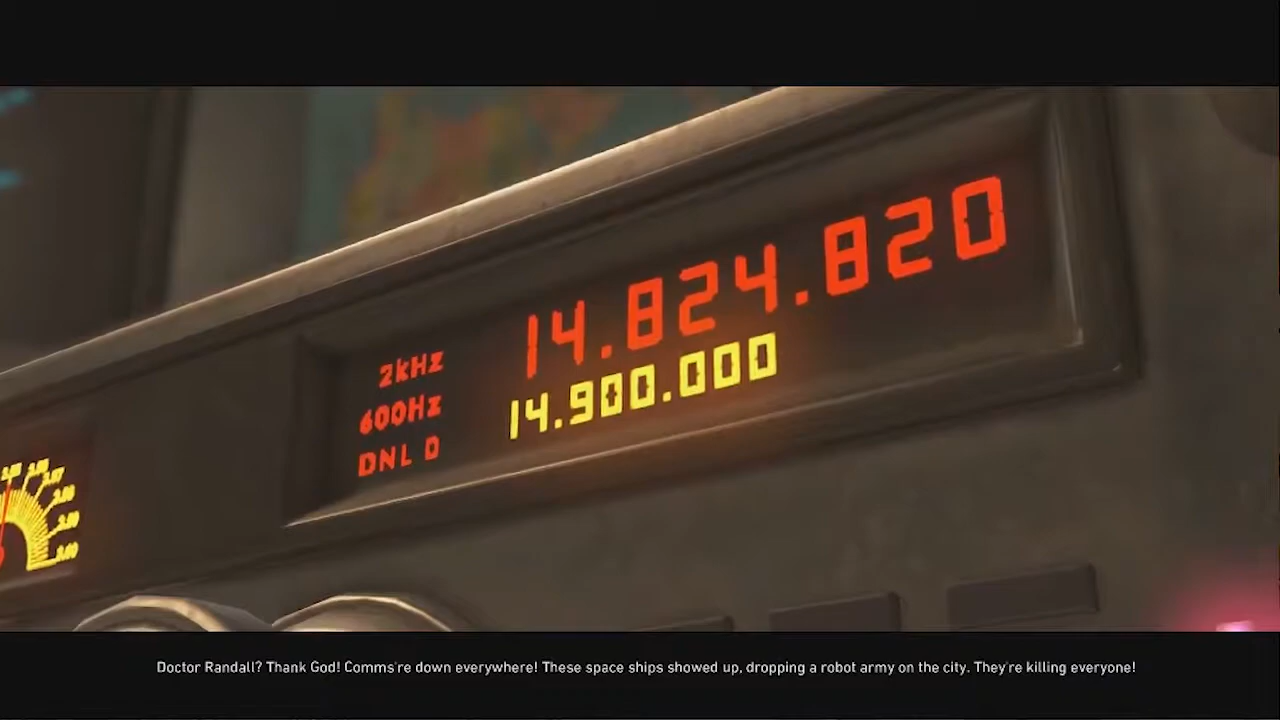 14.824.820
2kHz
14.900.000
600Hz
DNL D
Doctor Randall? Thank God! Comms're down everywhere! These space ships showed up, dropping a robot army on the city. They're killing everyone!